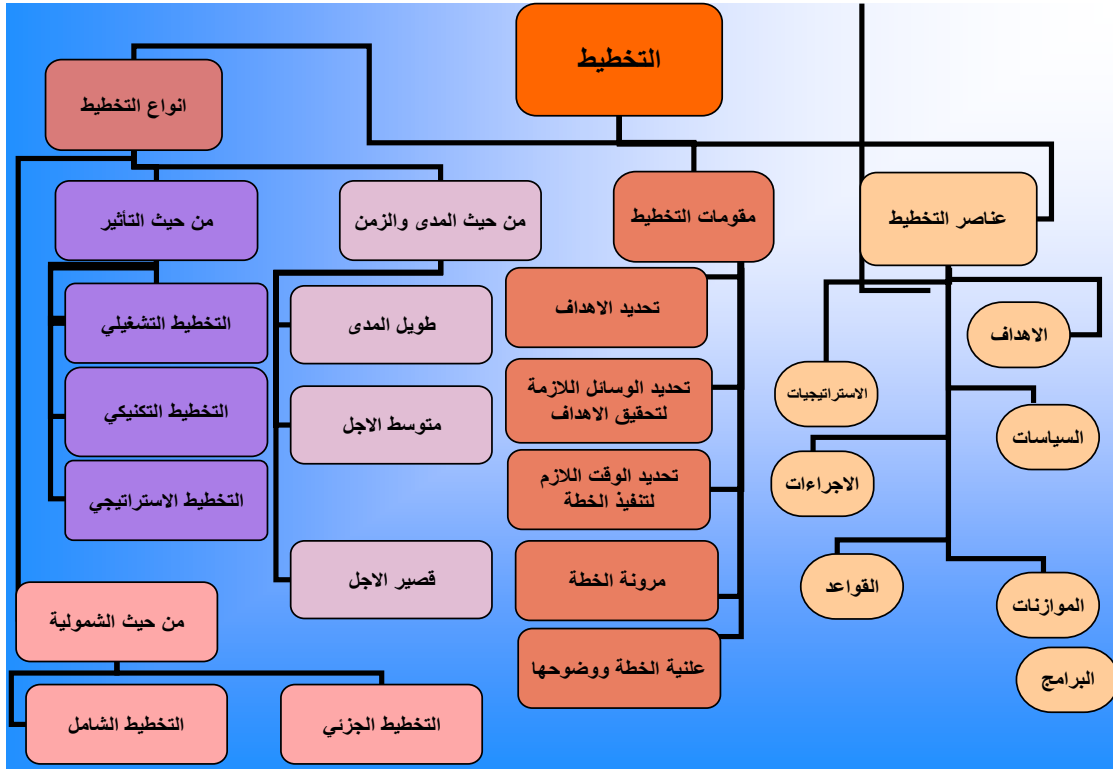 التخطيط
عناصر التخطيط
الاهداف
الاستراتيجيات
السياسات
الاجراءات
القواعد
الموازنات
البرامج
مقومات التخطيط
تحديد الاهداف
تحديد الوسائل اللازمة
لتحقيق الاهداف
تحديد الوقت اللازم
لتنفيذ الخطة
مرونة الخطة
علنية الخطة ووضوحها
انواع التخطيط
من حيث المدى والزمن
طويل المدى
متوسط الاجل
قصير الاجل
من حيث التأثير
التخطيط التشغيلي
التخطيط التكنيكي
التخطيط الاستراتيجي
من حيث الشمولية
التخطيط الجزئي
التخطيط الشامل